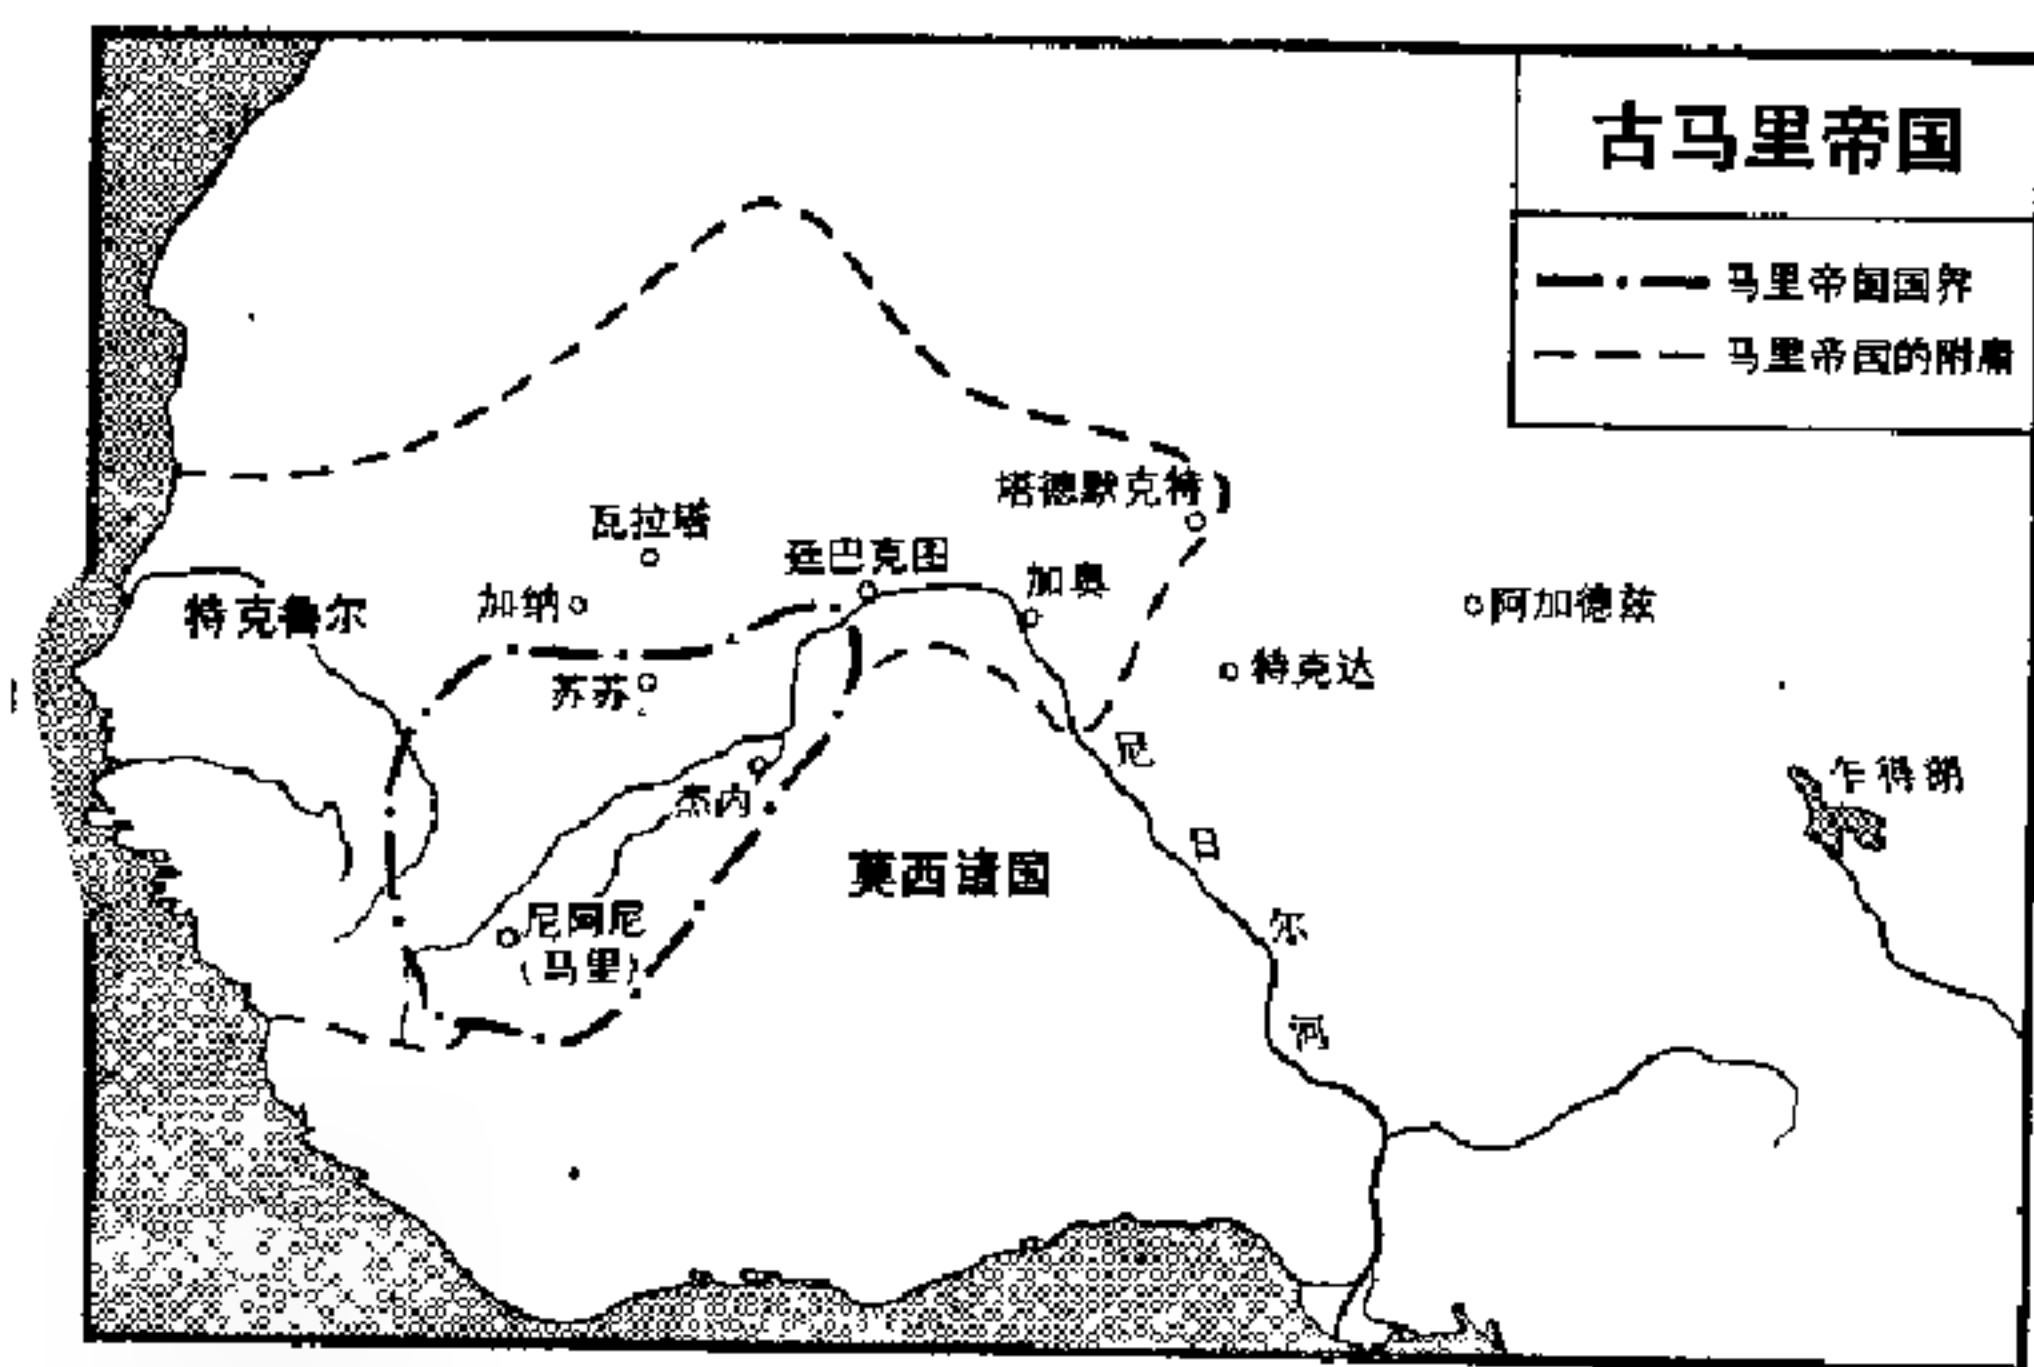 古马里帝国
马里帝国国界
马里帝国的附庸
塔德默克特
瓦拉塔
廷巴克图
加奥
加纳
阿加德兹
特克鲁尔
特克达
苏苏
尼日尔河
乍得湖
杰内
莫西诸国
尼阿尼
(马里)